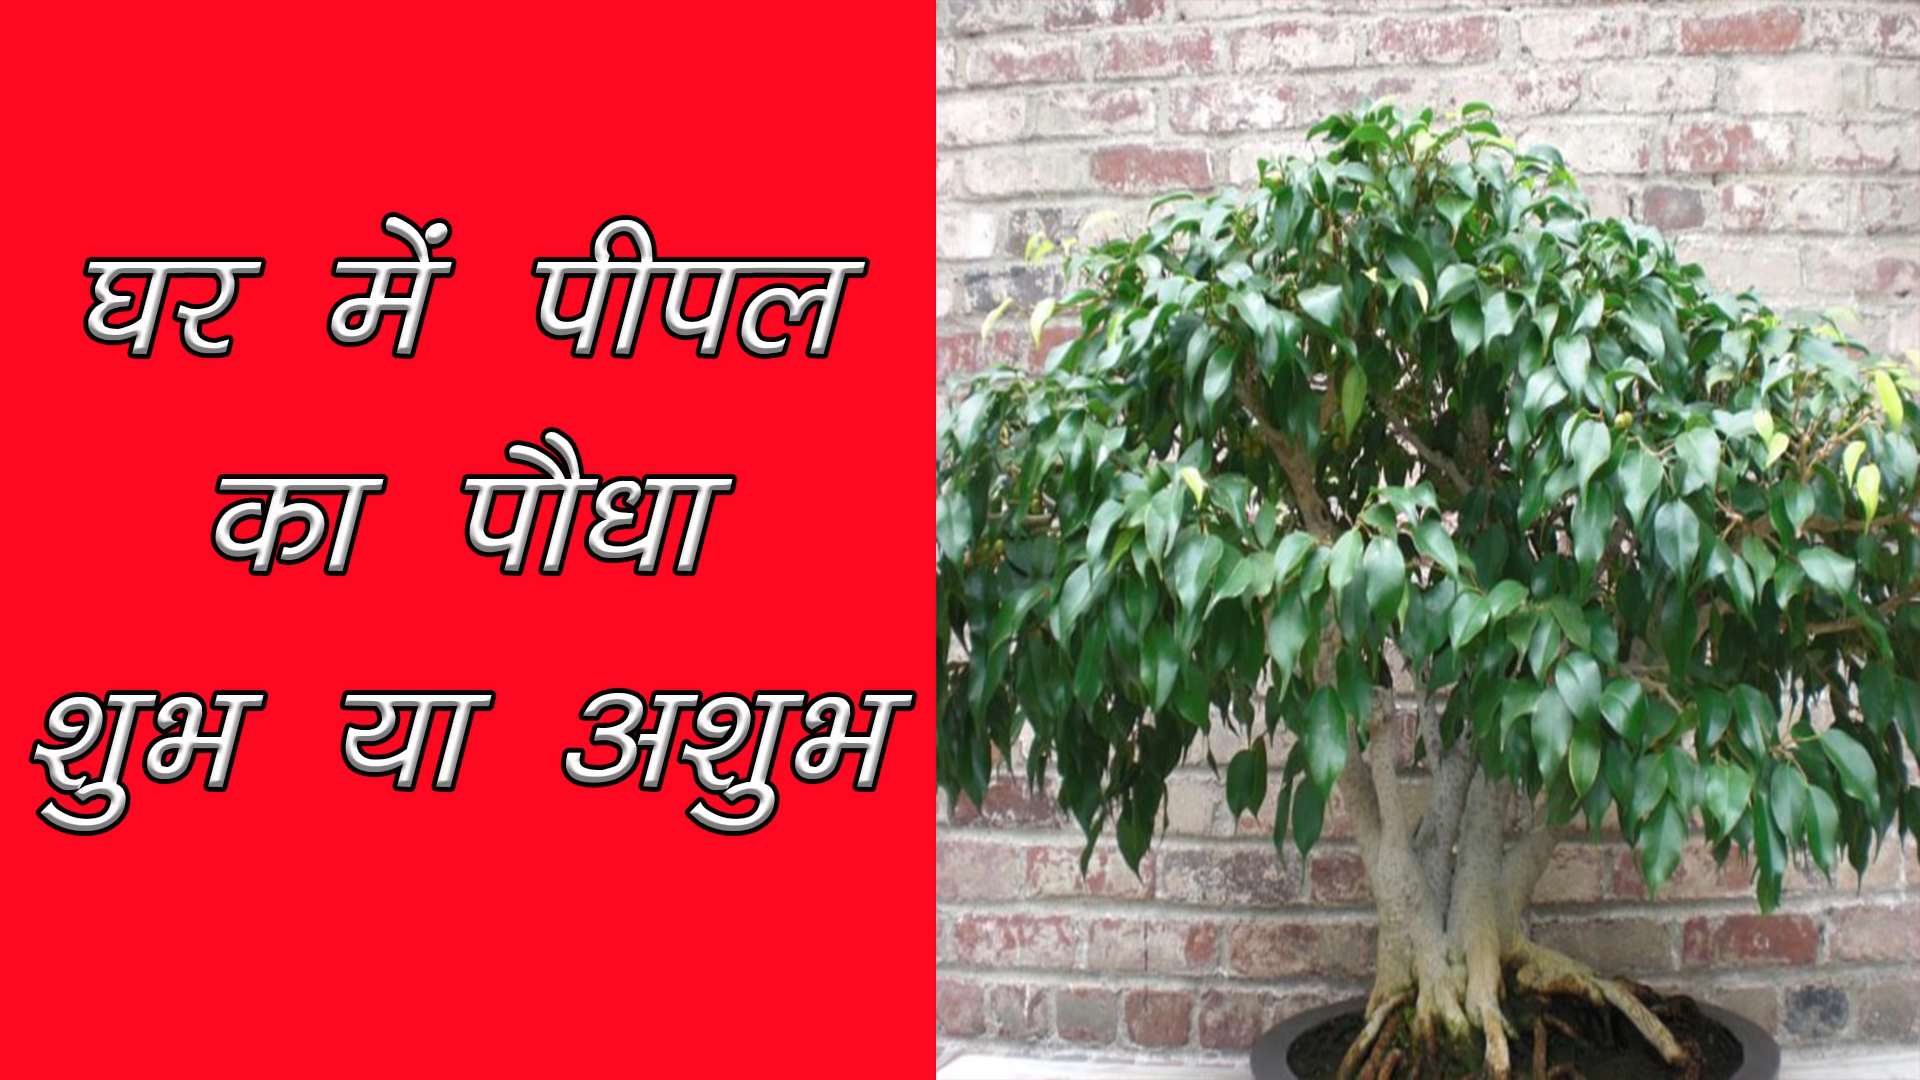 घर में पीपल
का पौधा
शुभ या अशुभ